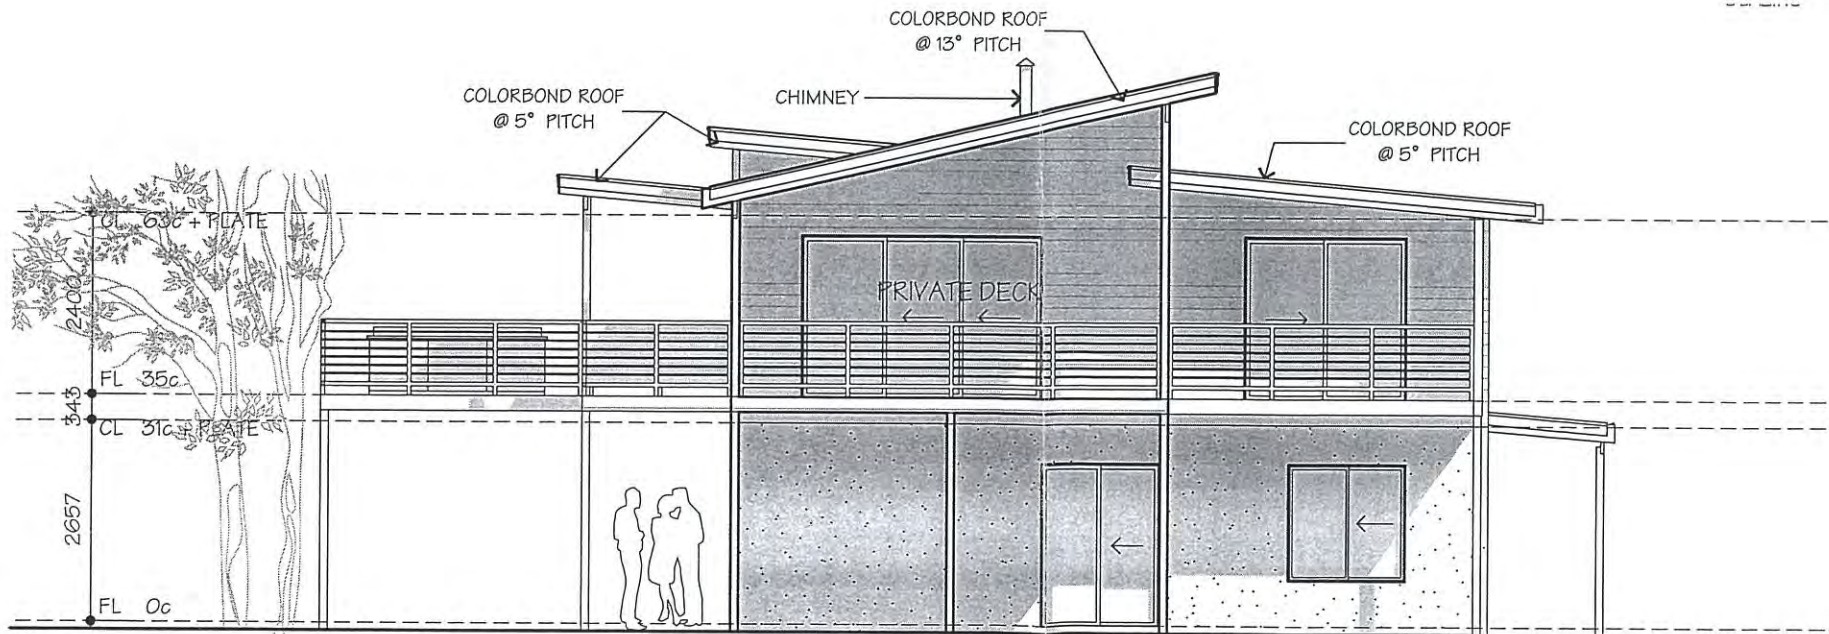 COLORBOND ROOF
@ 13° PITCH
COLORBOND ROOF
@ 5° PITCH
CHIMNEY
COLORBOND ROOF
@ 5° PITCH
CL 63c + PLATE
2400
PRIVATE DECK
FL 35c
343
CL 31c + PLATE
2657
FL 0c